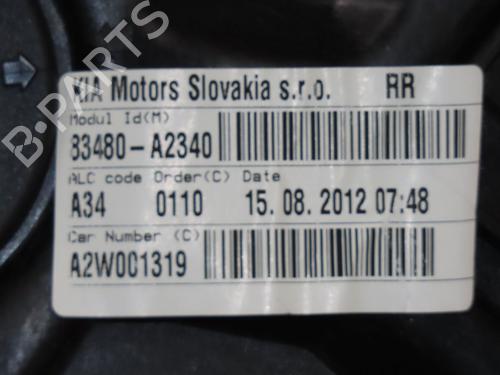 KIA Motors Slovakia s.r.o. RR
Modul Id(M)
83480-A2340
ALC code Order(C) Date
A34 0110 15. 08. 2012 07:48
Car Number (C)
A2W001319
B PARTS